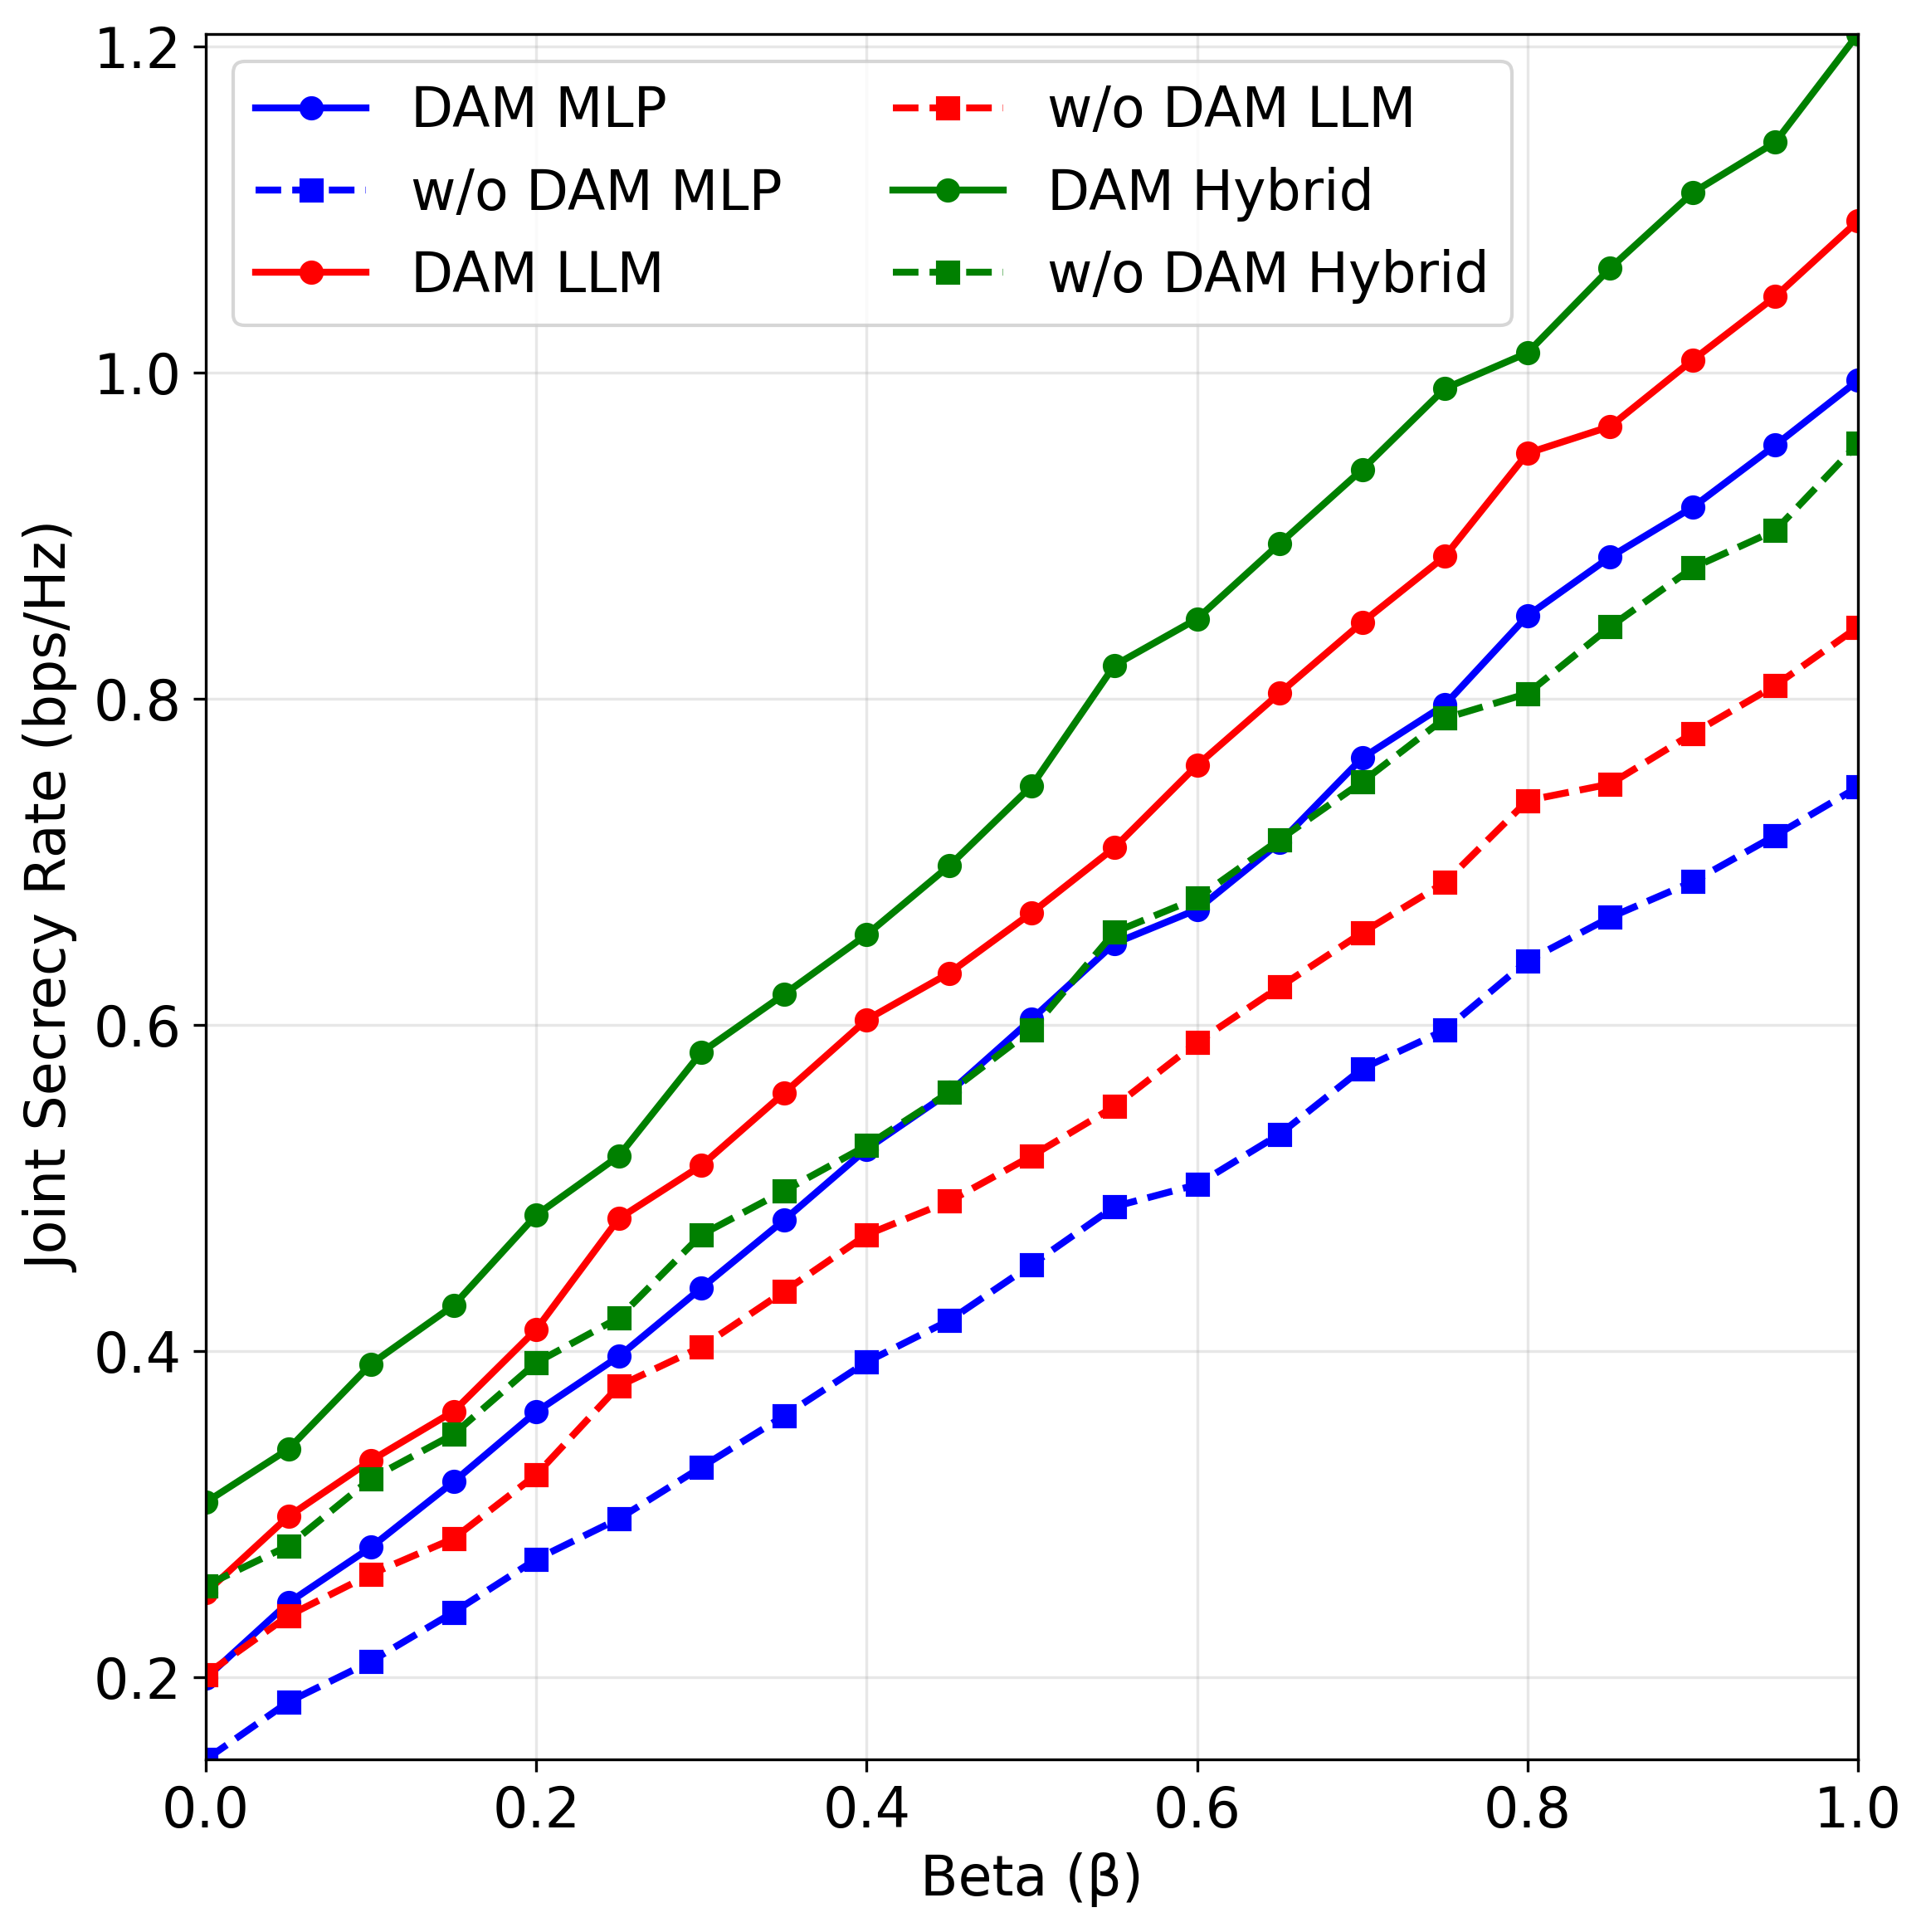 1.2
1.0
0.8
0.6
0.4
0.2
Joint Secrecy Rate (bps/Hz)
DAM MLP
w/o DAM MLP
DAM LLM
w/o DAM LLM
DAM Hybrid
w/o DAM Hybrid
0.0 0.2 0.4 0.6 0.8 1.0
Beta (β)